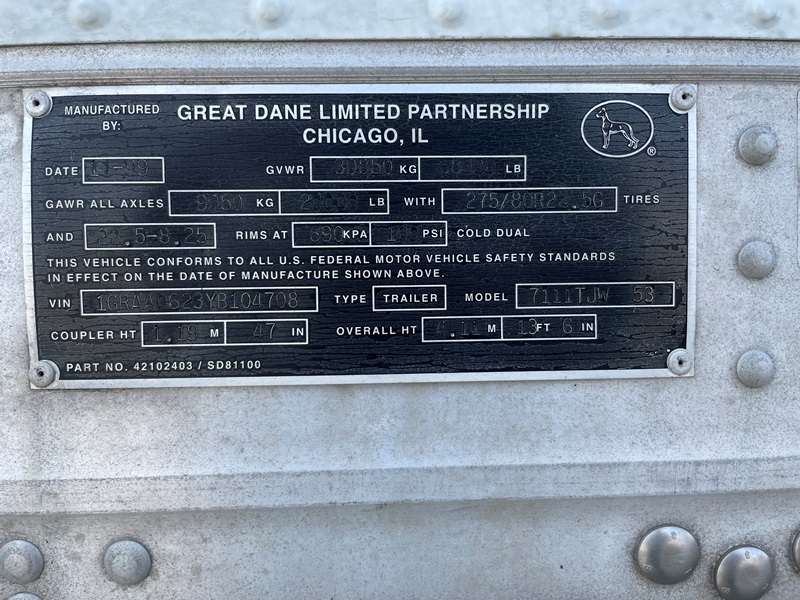 MANUFACTURED BY:
GREAT DANE LIMITED PARTNERSHIP
CHICAGO, IL
®
DATE 11-99 GVWR KG LB
GAWR ALL AXLES KG LB WITH 275/80R22.5G TIRES
AND 22.5-8.25 RIMS AT 690 KPA PSI COLD DUAL
THIS VEHICLE CONFORMS TO ALL U.S. FEDERAL MOTOR VEHICLE SAFETY STANDARDS
IN EFFECT ON THE DATE OF MANUFACTURE SHOWN ABOVE.
VIN TYPE TRAILER MODEL 7111TJW 53
COUPLER HT 1.19 M 47 IN OVERALL HT M 13 FT 6 IN
PART NO. 42102403 / SD81100